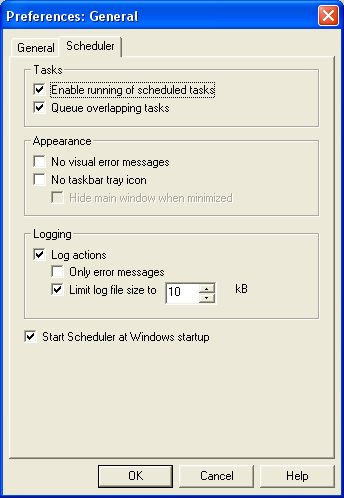 Preferences: General
General Scheduler
Tasks
Enable running of scheduled tasks
Queue overlapping tasks
Appearance
No visual error messages
No taskbar tray icon
Hide main window when minimized
Logging
Log actions
Only error messages
Limit log file size to 10 kB
Start Scheduler at Windows startup
OK Cancel Help